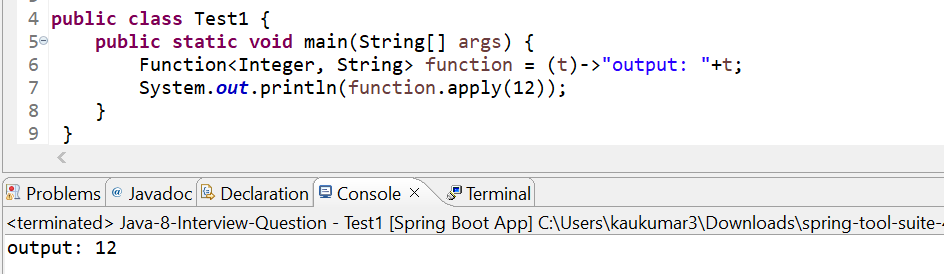 4 public class Test1 {
5 public static void main(String[] args) {
6 Function<Integer, String> function = (t)->"output: "+t;
7 System.out.println(function.apply(12));
8 }
9 }
Problems @ Javadoc Declaration Console Terminal
<terminated> Java-8-Interview-Question - Test1 [Spring Boot App] C:\Users\kaukumar3\Downloads\spring-tool-suite-
output: 12